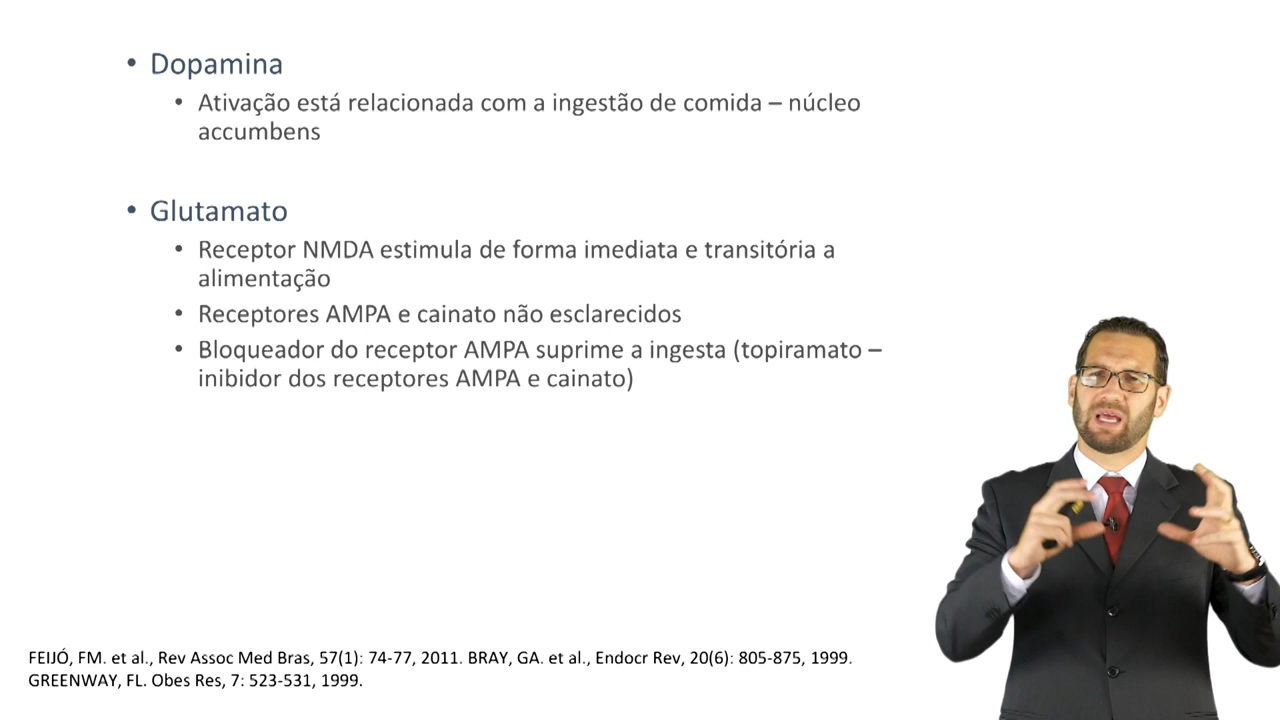 • Dopamina
• Ativação está relacionada com a ingestão de comida – núcleo
accumbens
• Glutamato
• Receptor NMDA estimula de forma imediata e transitória a
alimentação
• Receptores AMPA e cainato não esclarecidos
• Bloqueador do receptor AMPA suprime a ingesta (topiramato –
inibidor dos receptores AMPA e cainato)
FEIJÓ, FM. et al., Rev Assoc Med Bras, 57(1): 74-77, 2011. BRAY, GA. et al., Endocr Rev, 20(6): 805-875, 1999.
GREENWAY, FL. Obes Res, 7: 523-531, 1999.